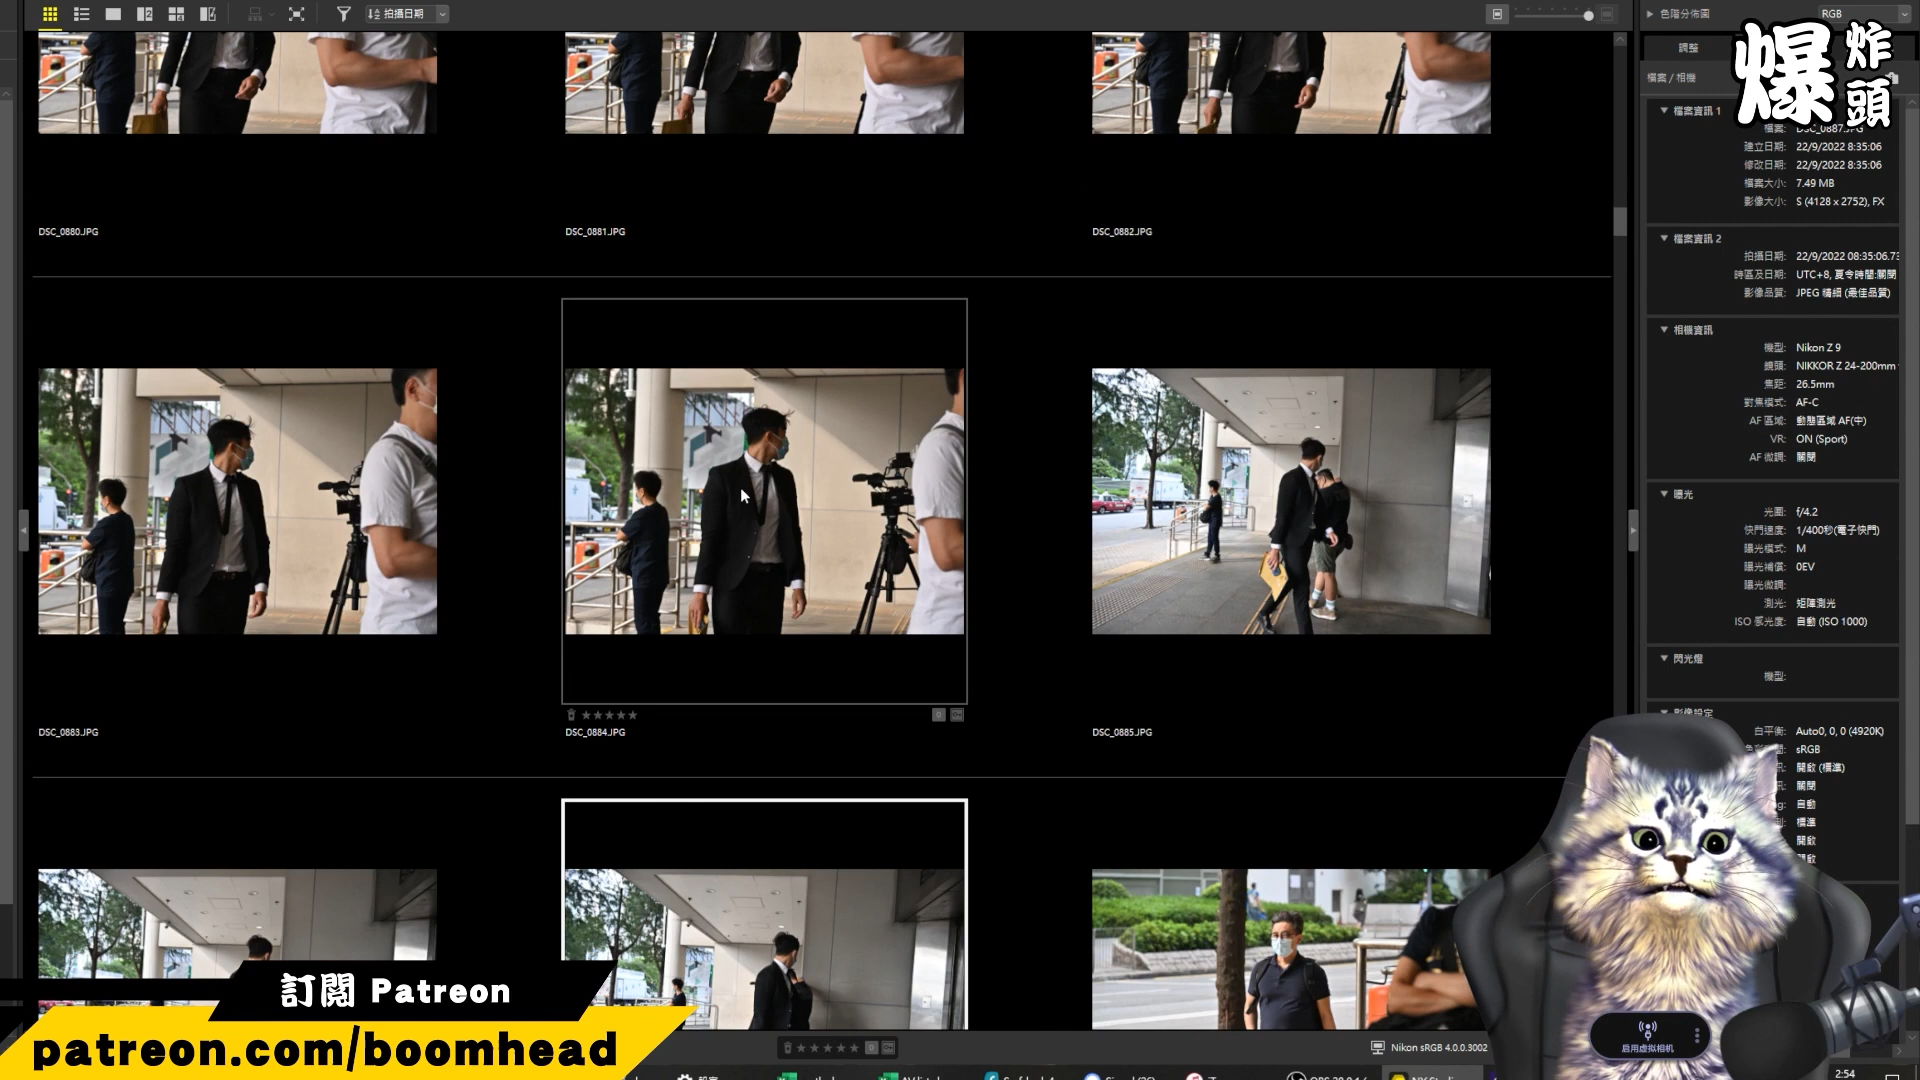 拍攝日期
色階分佈圖
RGB
調整
檔案 / 相機
爆
炸
頭
檔案資訊 1
檔案: DSC_0887.JPG
建立日期: 22/9/2022 8:35:06
修改日期: 22/9/2022 8:35:06
檔案大小: 7.49 MB
影像大小: S (4128 x 2752), FX
DSC_0880.JPG
DSC_0881.JPG
DSC_0882.JPG
檔案資訊 2
拍攝日期: 22/9/2022 08:35:06.73
時區及日期: UTC+8, 夏令時間:關閉
影像品質: JPEG 精細 (最佳品質)
相機資訊
機型: Nikon Z 9
鏡頭: NIKKOR Z 24-200mm
焦距: 26.5mm
對焦模式: AF-C
AF 區域: 動態區域 AF(中)
VR: ON (Sport)
AF 微調: 關閉
曝光
光圈: f/4.2
快門速度: 1/400秒(電子快門)
曝光模式: M
曝光補償: 0EV
曝光微調:
測光: 矩陣測光
ISO 感光度: 自動 (ISO 1000)
閃光燈
機型:
影像設定
白平衡: Auto0, 0, 0 (4920K)
sRGB
開啟 (標準)
關閉
自動
標準
開啟
開啟
DSC_0883.JPG
DSC_0884.JPG
DSC_0885.JPG
訂閱 Patreon
patreon.com/boomhead
Nikon sRGB 4.0.0.3002
启用虚拟相机
2:54